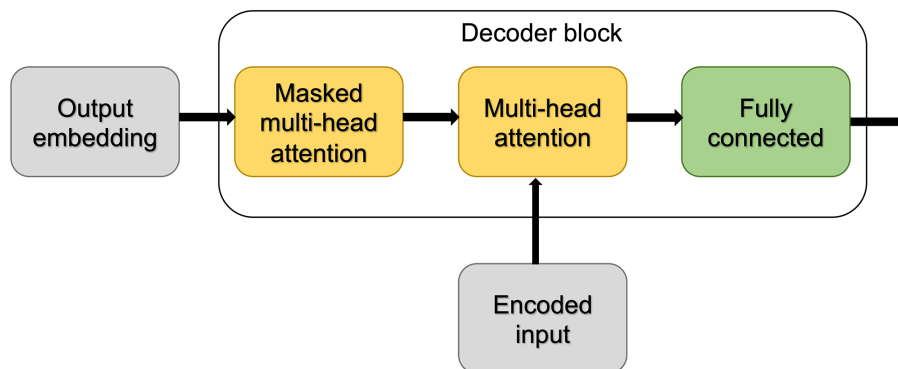 Decoder block
Output
embedding
Masked
multi-head
attention
Multi-head
attention
Fully
connected
Encoded
input